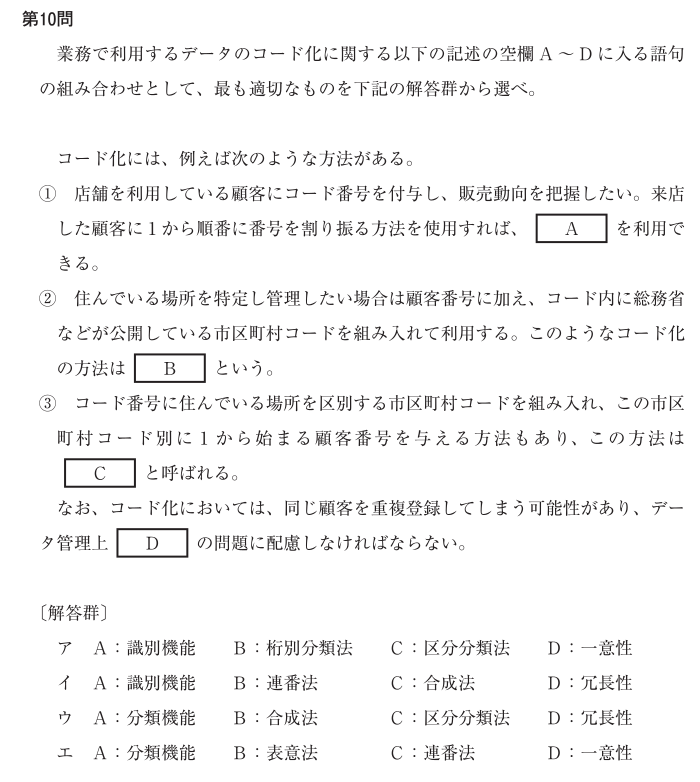 第10問
業務で利用するデータのコード化に関する以下の記述の空欄 A ~ D に入る語句
の組み合わせとして、最も適切なものを下記の解答群から選べ。
コード化には、例えば次のような方法がある。
① 店舗を利用している顧客にコード番号を付与し、販売動向を把握したい。来店
した顧客に 1 から順番に番号を割り振る方法を使用すれば、 A を利用で
きる。
② 住んでいる場所を特定し管理したい場合は顧客番号に加え、コード内に総務省
などが公開している市区町村コードを組み入れて利用する。このようなコード化
の方法は B という。
③ コード番号に住んでいる場所を区別する市区町村コードを組み入れ、この市区
町村コード別に 1 から始まる顧客番号を与える方法もあり、この方法は
C と呼ばれる。
なお、コード化においては、同じ顧客を重複登録してしまう可能性があり、デー
タ管理上 D の問題に配慮しなければならない。
〔解答群〕
ア A:識別機能 B:桁別分類法 C:区分分類法 D:一意性
イ A:識別機能 B:連番法 C:合成法 D:冗長性
ウ A:分類機能 B:合成法 C:区分分類法 D:冗長性
エ A:分類機能 B:表意法 C:連番法 D:一意性